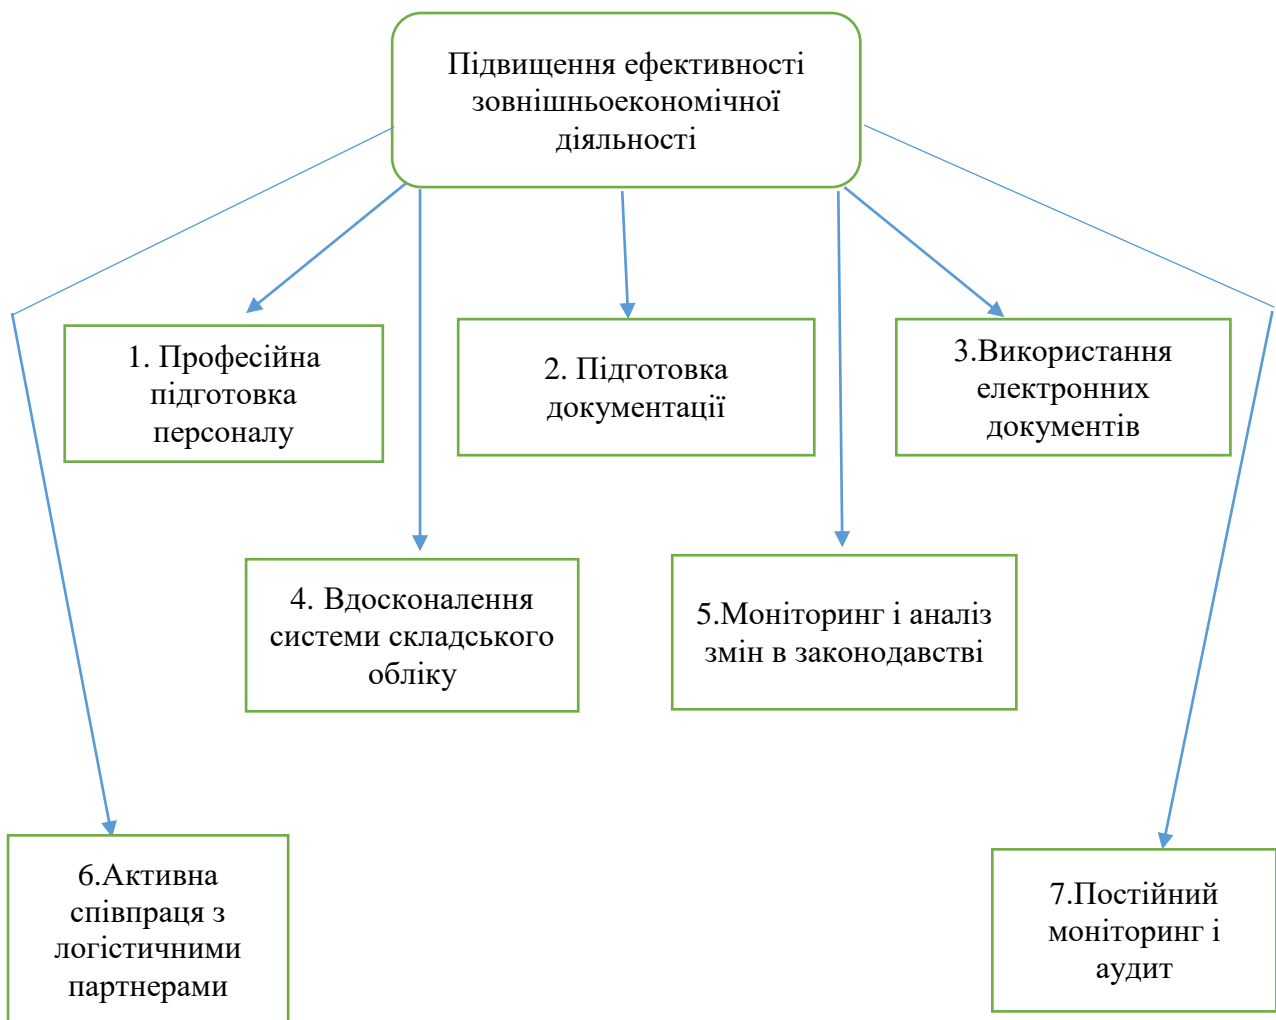 Підвищення ефективності
зовнішньоекономічної
діяльності
1. Професійна
підготовка
персоналу
2. Підготовка
документації
3.Використання
електронних
документів
4. Вдосконалення
системи складського
обліку
5.Моніторинг і аналіз
змін в законодавстві
6.Активна
співпраця з
логістичними
партнерами
7.Постійний
моніторинг і
аудит